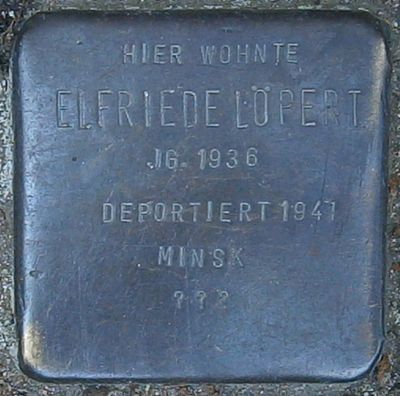 HIER WOHNTE
ELFRIEDE LÖPERT
JG. 1936
DEPORTIERT 1941
MINSK
???